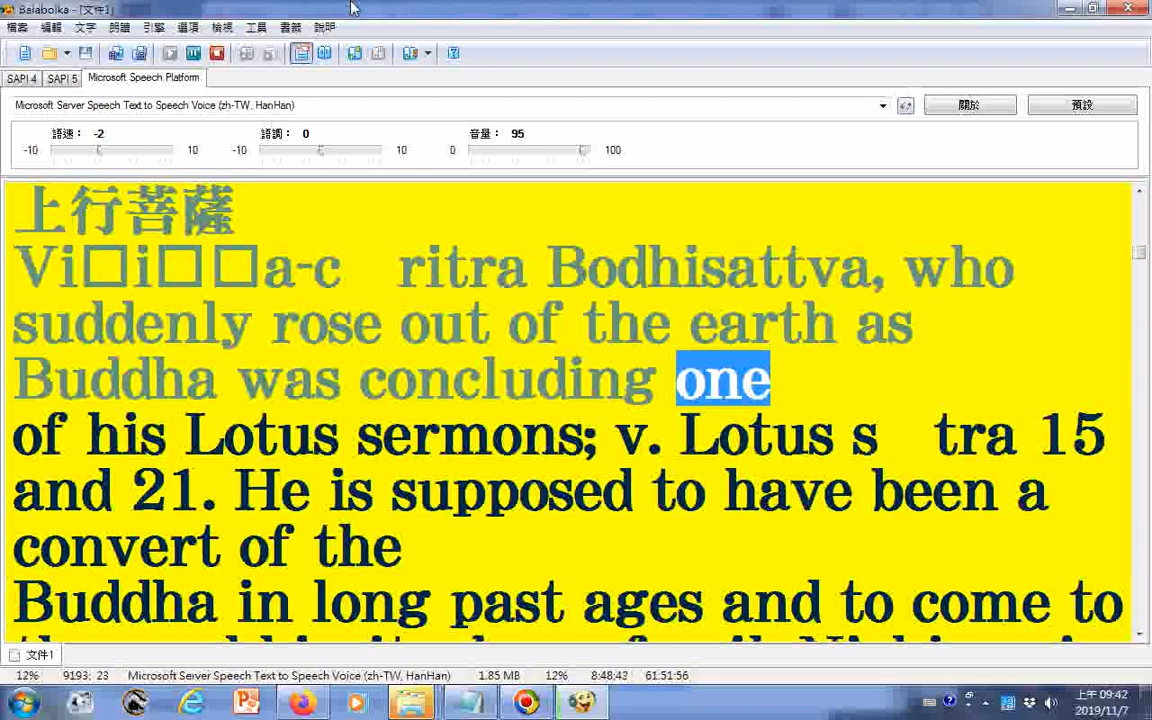 Balabolka - [文件1]
檔案 編輯 文字 朗讀 引擎 選項 檢視 工具 書籤 說明
SAPI 4 SAPI 5 Microsoft Speech Platform
Microsoft Server Speech Text to Speech Voice (zh-TW, HanHan) 關於 預設
語速： -2 語調： 0 音量： 95
-10 10 -10 10 0 100
上行菩薩
Vi□i□□a-c ritra Bodhisattva, who
suddenly rose out of the earth as
Buddha was concluding one
of his Lotus sermons; v. Lotus s tra 15
and 21. He is supposed to have been a
convert of the
Buddha in long past ages and to come to
文件1
12% 9193: 23 Microsoft Server Speech Text to Speech Voice (zh-TW, HanHan) 1.85 MB 12% 8:48:43 61:51:56
上午 09:42
2019/11/7